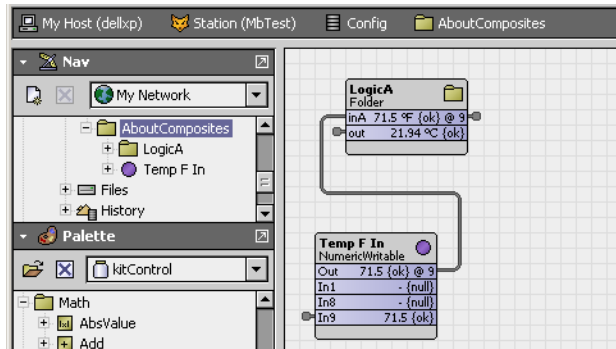 My Host (dellxp) Station (MbTest) Config AboutComposites
Nav
My Network
AboutComposites
LogicA
Temp F In
Files
History
Palette
kitControl
Math
AbsValue
Add
LogicA
Folder
inA 71.5 ºF {ok} @ 9
out 21.94 ºC {ok}
Temp F In
NumericWritable
Out 71.5 {ok} @ 9
In1 - {null}
In8 - {null}
In9 71.5 {ok}